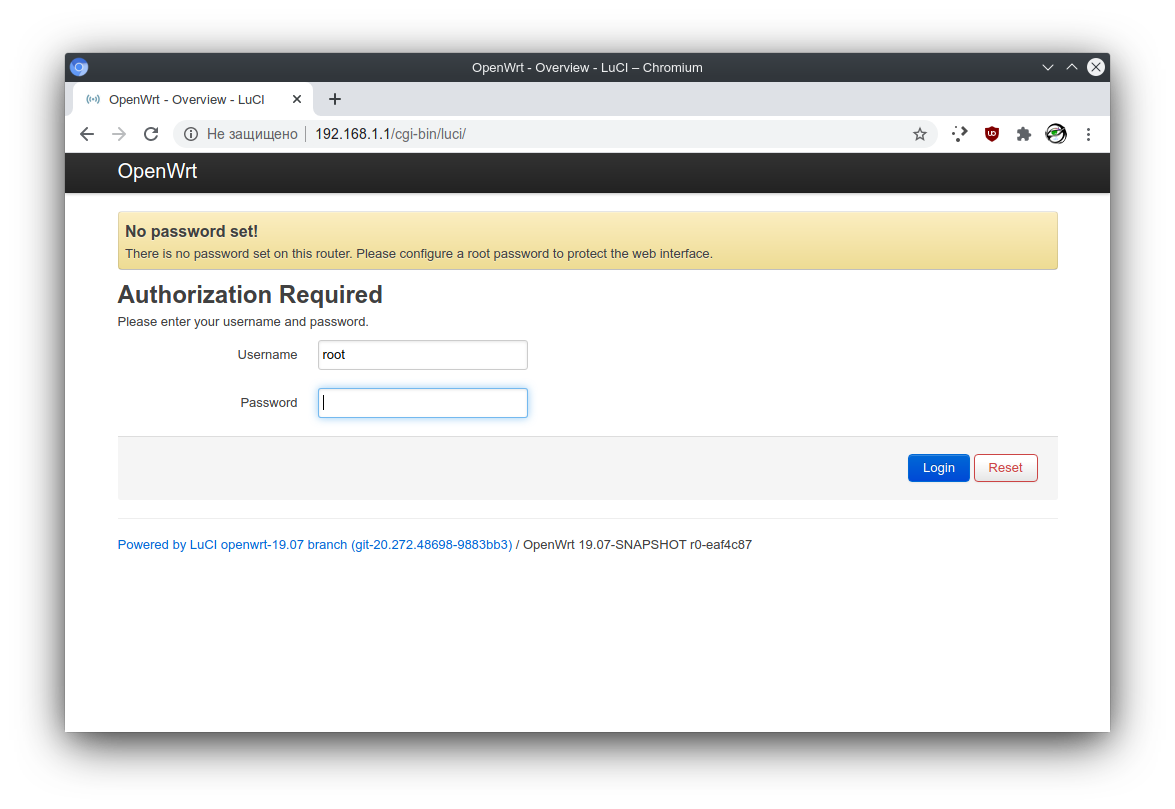 OpenWrt - Overview - LuCI – Chromium
OpenWrt - Overview - LuCI
Не защищено 192.168.1.1/cgi-bin/luci/
OpenWrt
No password set!
There is no password set on this router. Please configure a root password to protect the web interface.
Authorization Required
Please enter your username and password.
Username root
Password
Login Reset
Powered by LuCI openwrt-19.07 branch (git-20.272.48698-9883bb3) / OpenWrt 19.07-SNAPSHOT r0-eaf4c87